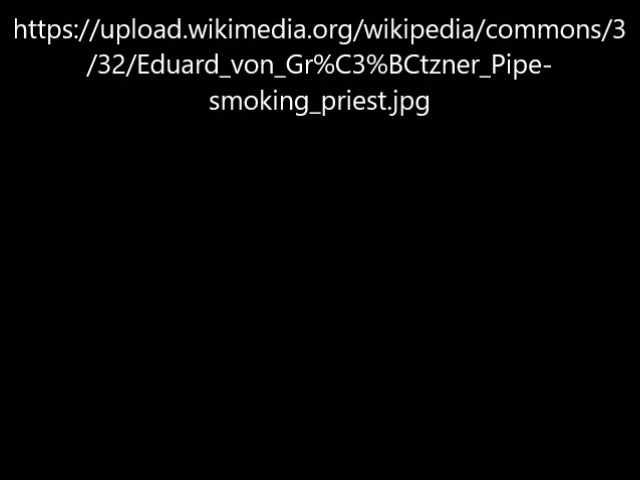 https://upload.wikimedia.org/wikipedia/commons/3
/32/Eduard_von_Gr%C3%BCtzner_Pipe-
smoking_priest.jpg